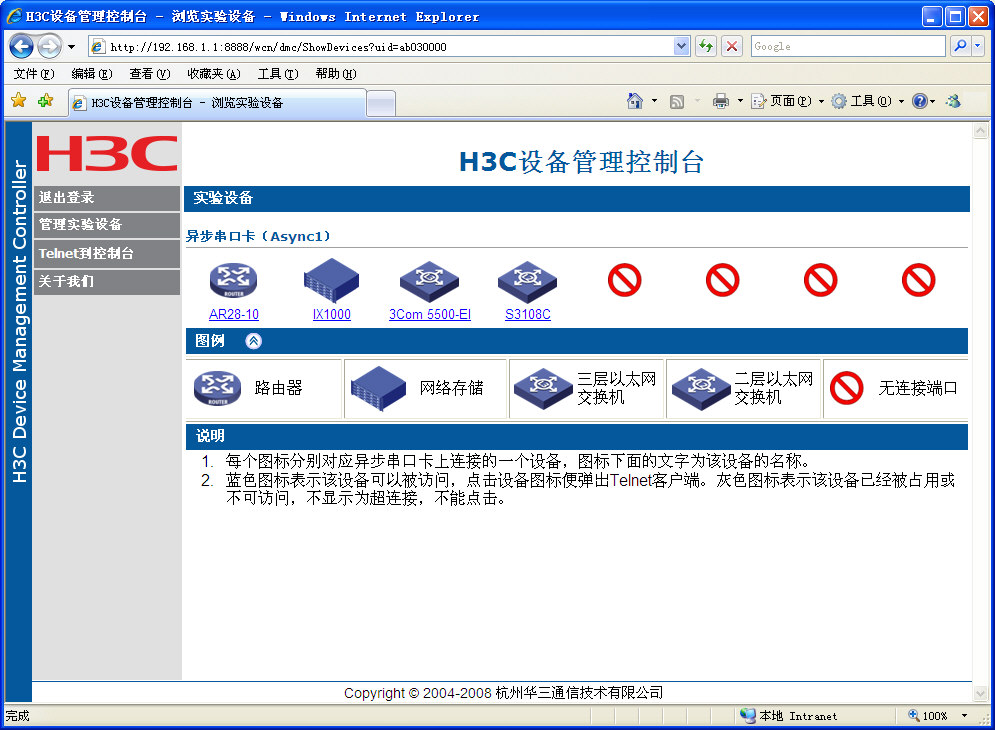 H3C设备管理控制台 - 浏览实验设备 - Windows Internet Explorer
http://192.168.1.1:8888/wcn/dmc/ShowDevices?uid=ab030000
Google
文件(F) 编辑(E) 查看(V) 收藏夹(A) 工具(T) 帮助(H)
H3C设备管理控制台 - 浏览实验设备
页面(P) 工具(O)
H3C Device Management Controller
H3C
退出登录
管理实验设备
Telnet到控制台
关于我们
H3C设备管理控制台
实验设备
异步串口卡（Async1）
ROUTER
AR28-10 IX1000 3Com 5500-EI S3108C
图例
ROUTER
路由器 网络存储 三层以太网 二层以太网 无连接端口
交换机 交换机
说明
1. 每个图标分别对应异步串口卡上连接的一个设备，图标下面的文字为该设备的名称。
2. 蓝色图标表示该设备可以被访问，点击设备图标便弹出Telnet客户端。灰色图标表示该设备已经被占用或
不可访问，不显示为超连接，不能点击。
Copyright © 2004-2008 杭州华三通信技术有限公司
完成 本地 Intranet 100%